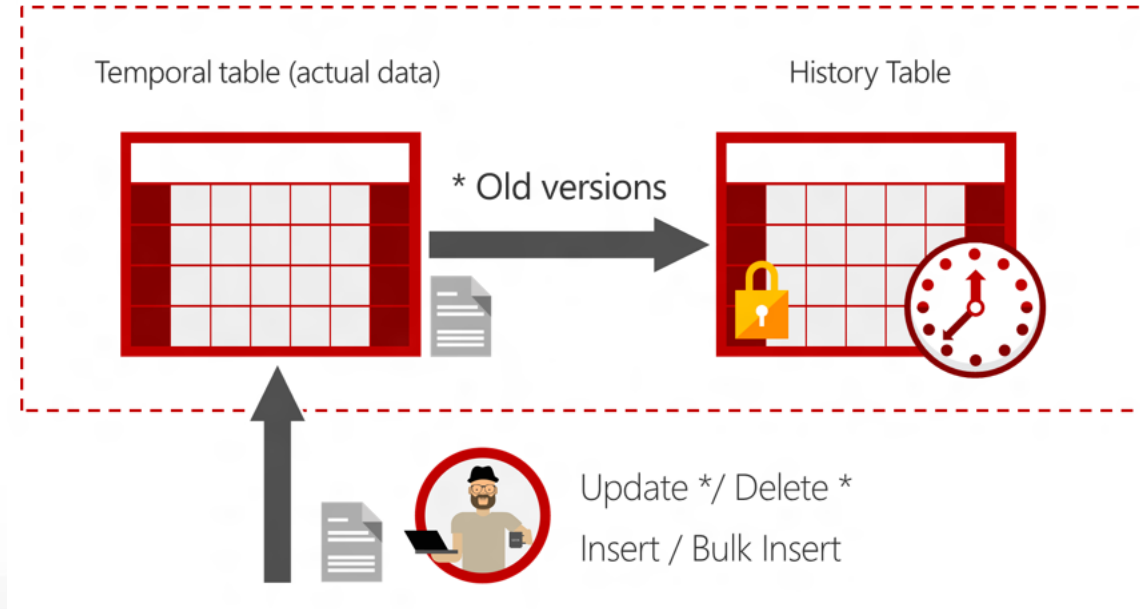 Temporal table (actual data)
History Table
* Old versions
Update */ Delete *
Insert / Bulk Insert